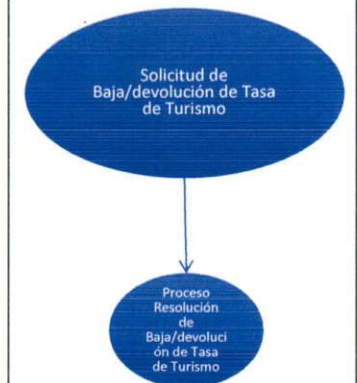 Solicitud de
Baja/devolución de Tasa
de Turismo
Proceso
Resolución
de
Baja/devoluci
ón de Tasa
de Turismo